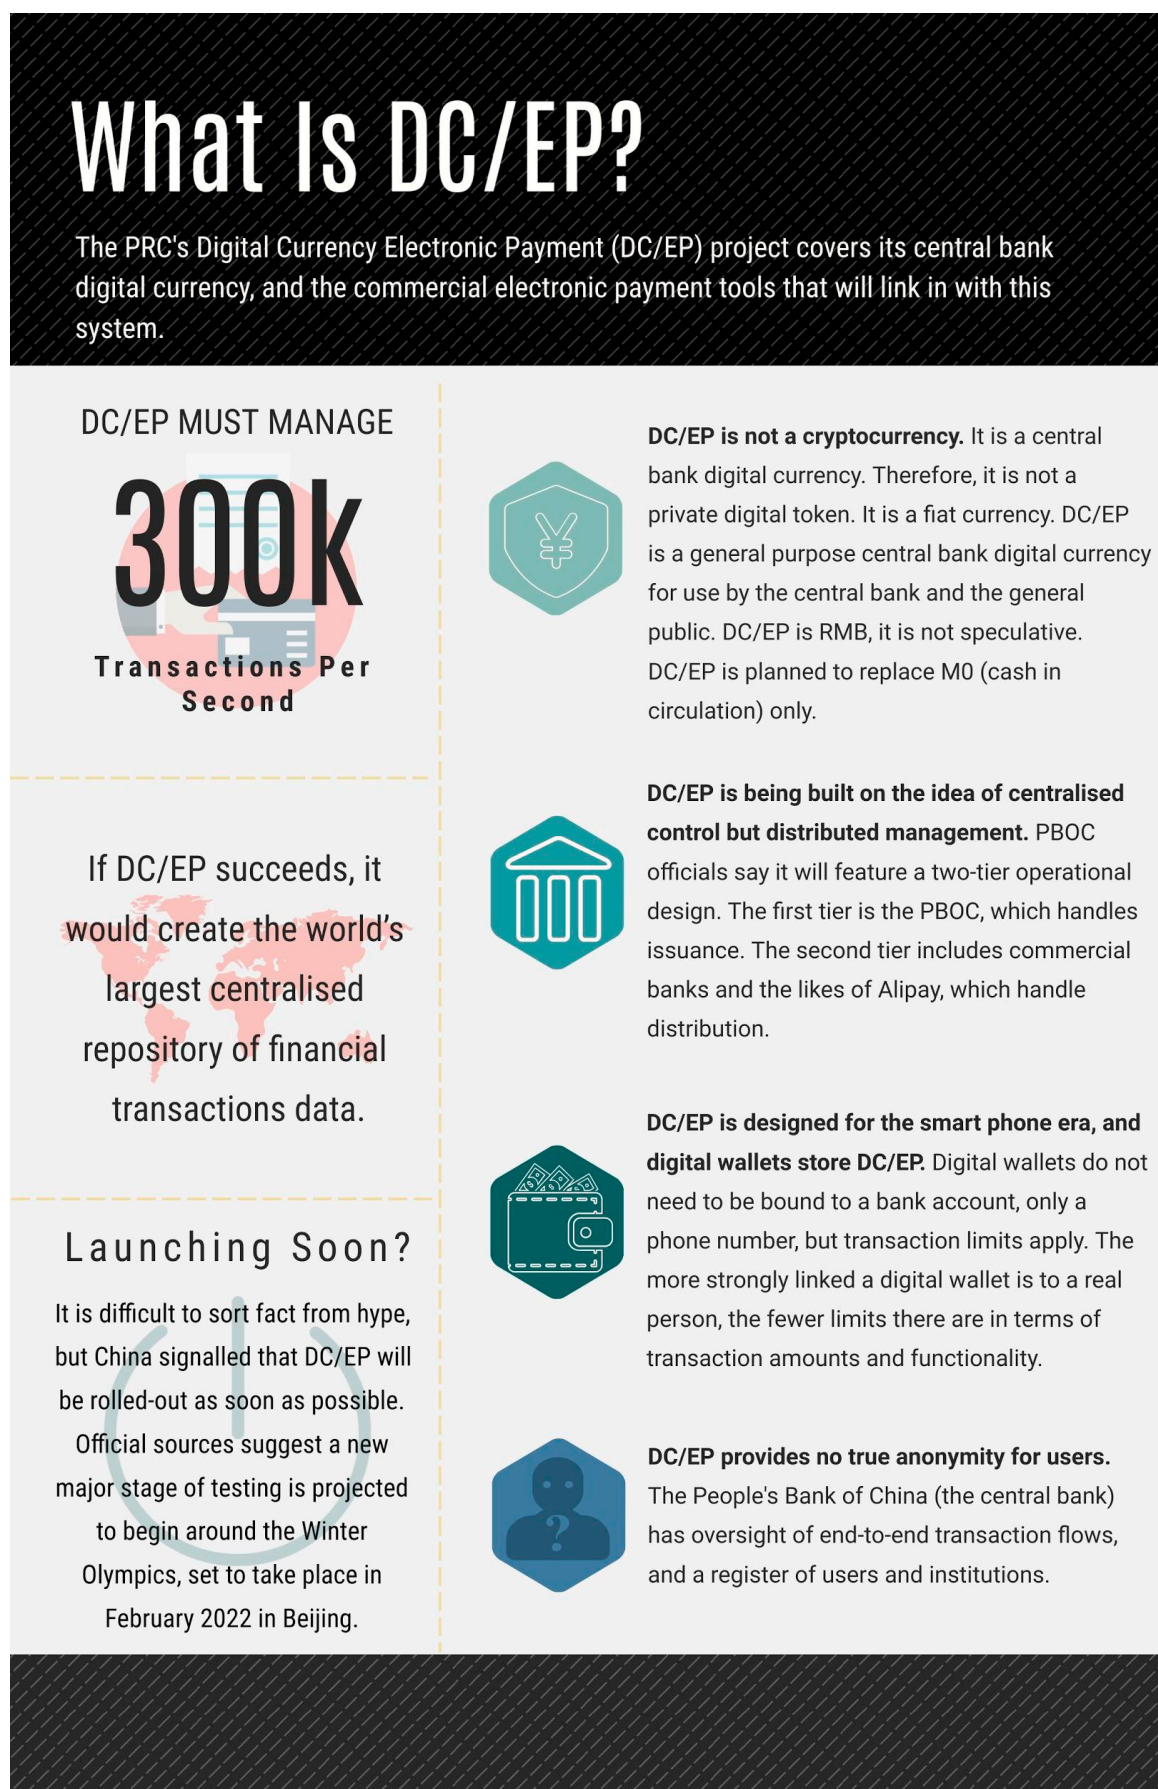 What Is DC/EP?
The PRC's Digital Currency Electronic Payment (DC/EP) project covers its central bank
digital currency, and the commercial electronic payment tools that will link in with this
system.
DC/EP MUST MANAGE
300k
Transactions Per
Second
If DC/EP succeeds, it
would create the world's
largest centralised
repository of financial
transactions data.
Launching Soon?
It is difficult to sort fact from hype,
but China signalled that DC/EP will
be rolled-out as soon as possible.
Official sources suggest a new
major stage of testing is projected
to begin around the Winter
Olympics, set to take place in
February 2022 in Beijing.
¥
DC/EP is not a cryptocurrency. It is a central
bank digital currency. Therefore, it is not a
private digital token. It is a fiat currency. DC/EP
is a general purpose central bank digital currency
for use by the central bank and the general
public. DC/EP is RMB, it is not speculative.
DC/EP is planned to replace M0 (cash in
circulation) only.
DC/EP is being built on the idea of centralised
control but distributed management. PBOC
officials say it will feature a two-tier operational
design. The first tier is the PBOC, which handles
issuance. The second tier includes commercial
banks and the likes of Alipay, which handle
distribution.
DC/EP is designed for the smart phone era, and
digital wallets store DC/EP. Digital wallets do not
need to be bound to a bank account, only a
phone number, but transaction limits apply. The
more strongly linked a digital wallet is to a real
person, the fewer limits there are in terms of
transaction amounts and functionality.
?
DC/EP provides no true anonymity for users.
The People's Bank of China (the central bank)
has oversight of end-to-end transaction flows,
and a register of users and institutions.